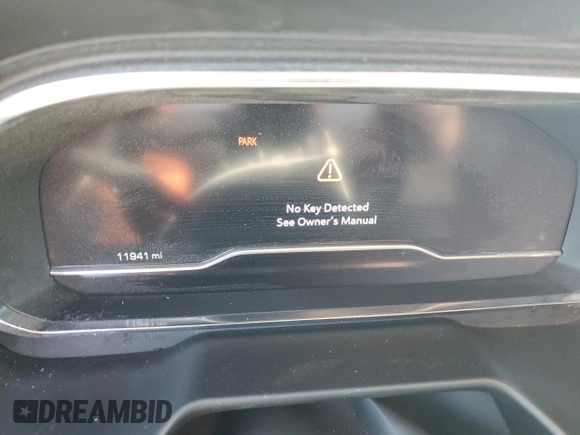 PARK
No Key Detected
See Owner's Manual
11941 mi
DREAMBID